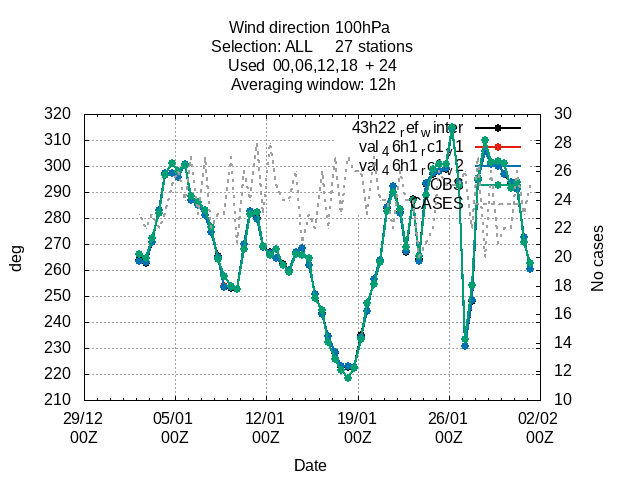 Wind direction 100hPa
Selection: ALL 27 stations
Used 00,06,12,18 + 24
Averaging window: 12h
320 30
310 28
300 26
290 24
280 22
270 20
260 18
250 16
240 14
230 12
220 10
210
deg
No cases
43h22refwinter
val46h1rc1v1
val46h1rc1v2
OBS
CASES
29/12 05/01 12/01 19/01 26/01 02/02
00Z 00Z 00Z 00Z 00Z 00Z
Date